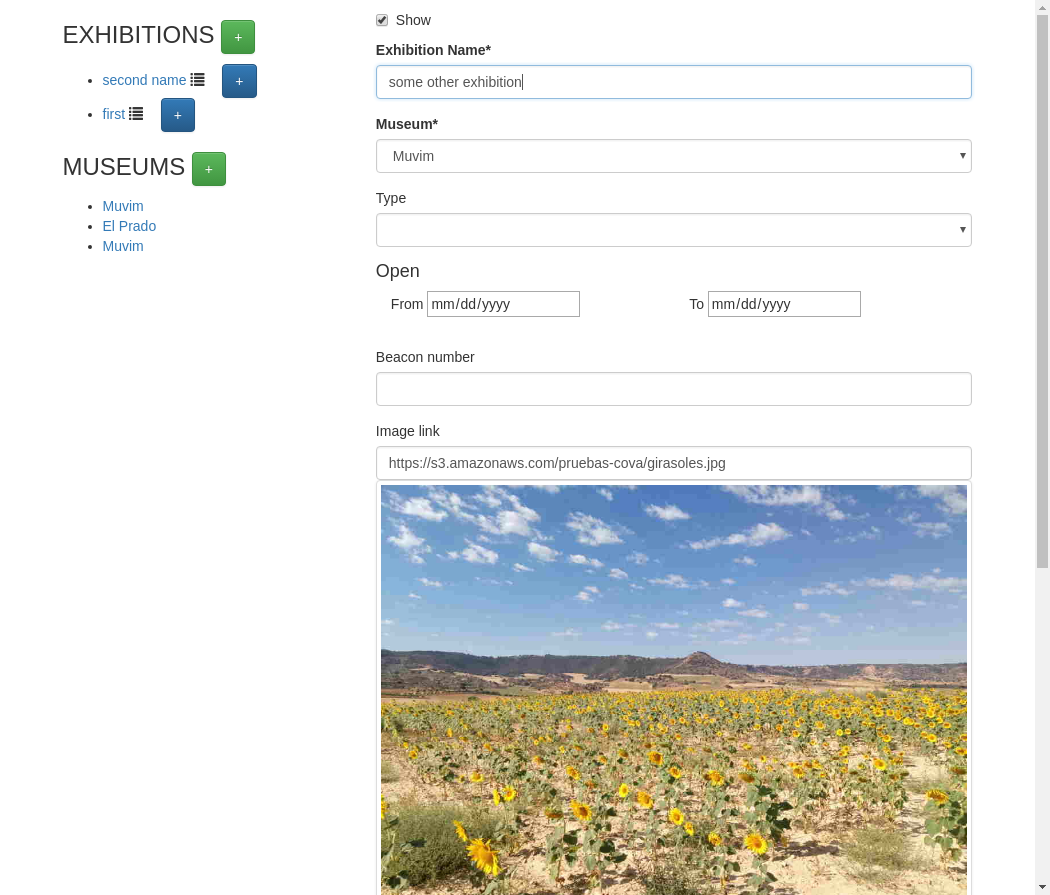 EXHIBITIONS +
second name +
first +
MUSEUMS +
Muvim
El Prado
Muvim
Show
Exhibition Name*
some other exhibition
Museum*
Muvim
Type
Open
From mm/dd/yyyy To mm/dd/yyyy
Beacon number
Image link
https://s3.amazonaws.com/pruebas-cova/girasoles.jpg